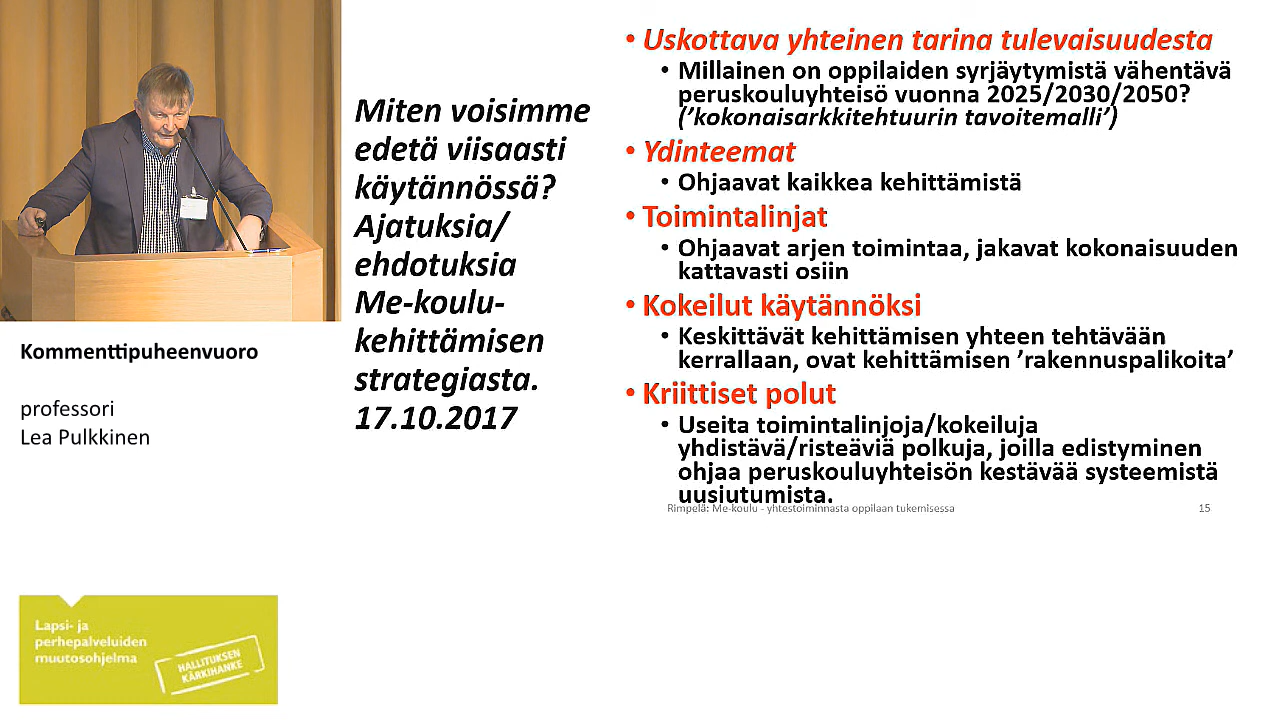 Miten voisimme
edetä viisaasti
käytännössä?
Ajatuksia/
ehdotuksia
Me-koulu-
kehittämisen
strategiasta.
17.10.2017
• Uskottava yhteinen tarina tulevaisuudesta
• Millainen on oppilaiden syrjäytymistä vähentävä
peruskouluyhteisö vuonna 2025/2030/2050?
('kokonaisarkkitehtuurin tavoitemalli')
• Ydinteemat
• Ohjaavat kaikkea kehittämistä
• Toimintalinjat
• Ohjaavat arjen toimintaa, jakavat kokonaisuuden
kattavasti osiin
• Kokeilut käytännöksi
• Keskittävät kehittämisen yhteen tehtävään
kerrallaan, ovat kehittämisen 'rakennuspalikoita'
• Kriittiset polut
• Useita toimintalinjoja/kokeiluja
yhdistävä/risteäviä polkuja, joilla edistyminen
ohjaa peruskouluyhteisön kestävää systeemistä
uusiutumista.
Rimpelä: Me-koulu - yhtestoiminnasta oppilaan tukemisessa
15
Kommenttipuheenvuoro
professori
Lea Pulkkinen
Lapsi- ja
perhepalveluiden
muutosohjelma
HALLITUKSEN
KÄRKIHANKE